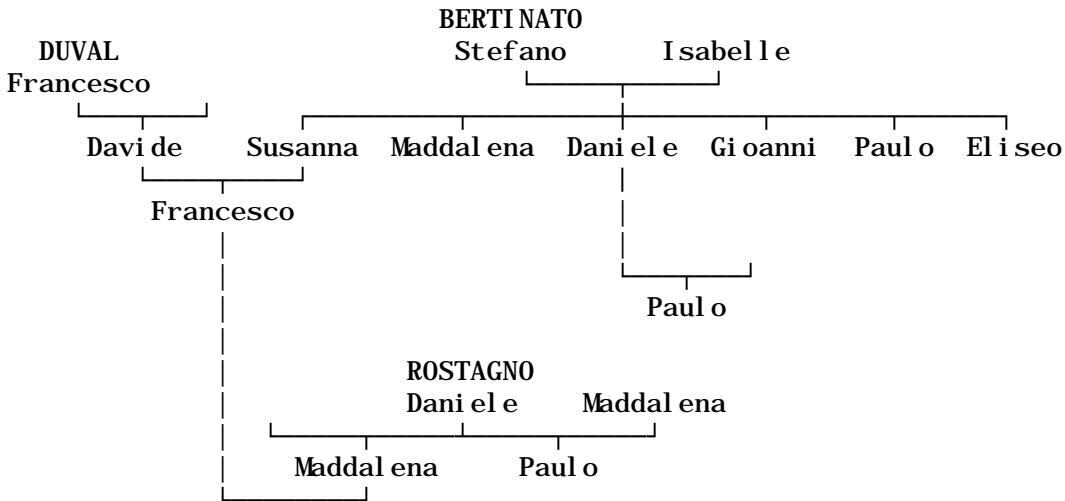 BERTINATO
DUVAL Stefano Isabelle
Francesco
Davide Susanna Maddalena Daniele Gioanni Paulo Eliseo
Francesco
Paulo
ROSTAGNO
Daniele Maddalena
Maddalena Paulo